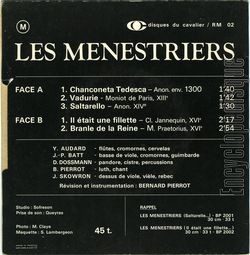 M
disques du cavalier / RM 02
LES MENESTRIERS
FACE A
1. Chanconeta Tedesca - Anon. env. 1300 1'40
2. Vadurie - Moniot de Paris, XIIIe 1'42
3. Saltarello - Anon. XIVe 1'30
FACE B
1. Il était une fillette - Cl. Jannequin, XVIe 2'17
2. Branle de la Reine - M. Praetorius, XVIe 2'54
Y. AUDARD - flûtes, cromornes, cervelas
J.-P. BATT - basse de viole, cromornes, guimbarde
D. DOSSMANN - pandore, cistre, percussions
B. PIERROT - luth, chant
J. SKOWRON - dessus de viole, vièle, rebec
Révision et instrumentation : BERNARD PIERROT
Studio : Sofreson
Prise de son : Queyras
Photo : M. Claye
Maquette : S. Lambergeon
45 t.
RAPPEL
LES MENESTRIERS (Saltarello..) - BP 2001
30 cm - 33 t
LES MENESTRIERS (Il était une fillette...)
30 cm - 33 t - BP 2002